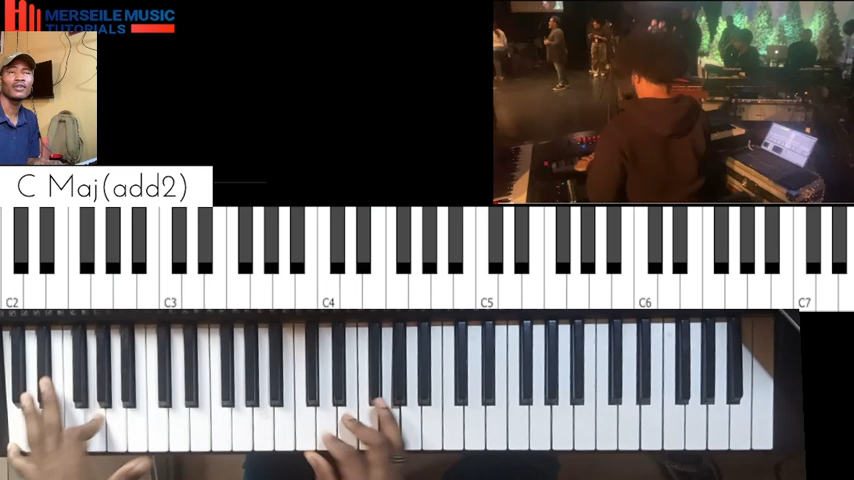 MERSEILE MUSIC
TUTORIALS
C Maj(add2)
C2
C3
C4
C5
C6
C7